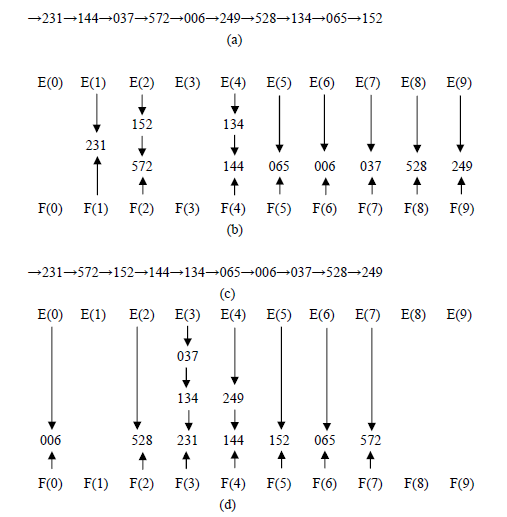 →231→144→037→572→006→249→528→134→065→152
(a)
E(0) E(1) E(2) E(3) E(4) E(5) E(6) E(7) E(8) E(9)
152 134
231
572 144 065 006 037 528 249
F(0) F(1) F(2) F(3) F(4) F(5) F(6) F(7) F(8) F(9)
(b)
→231→572→152→144→134→065→006→037→528→249
(c)
E(0) E(1) E(2) E(3) E(4) E(5) E(6) E(7) E(8) E(9)
037
134 249
006 528 231 144 152 065 572
F(0) F(1) F(2) F(3) F(4) F(5) F(6) F(7) F(8) F(9)
(d)